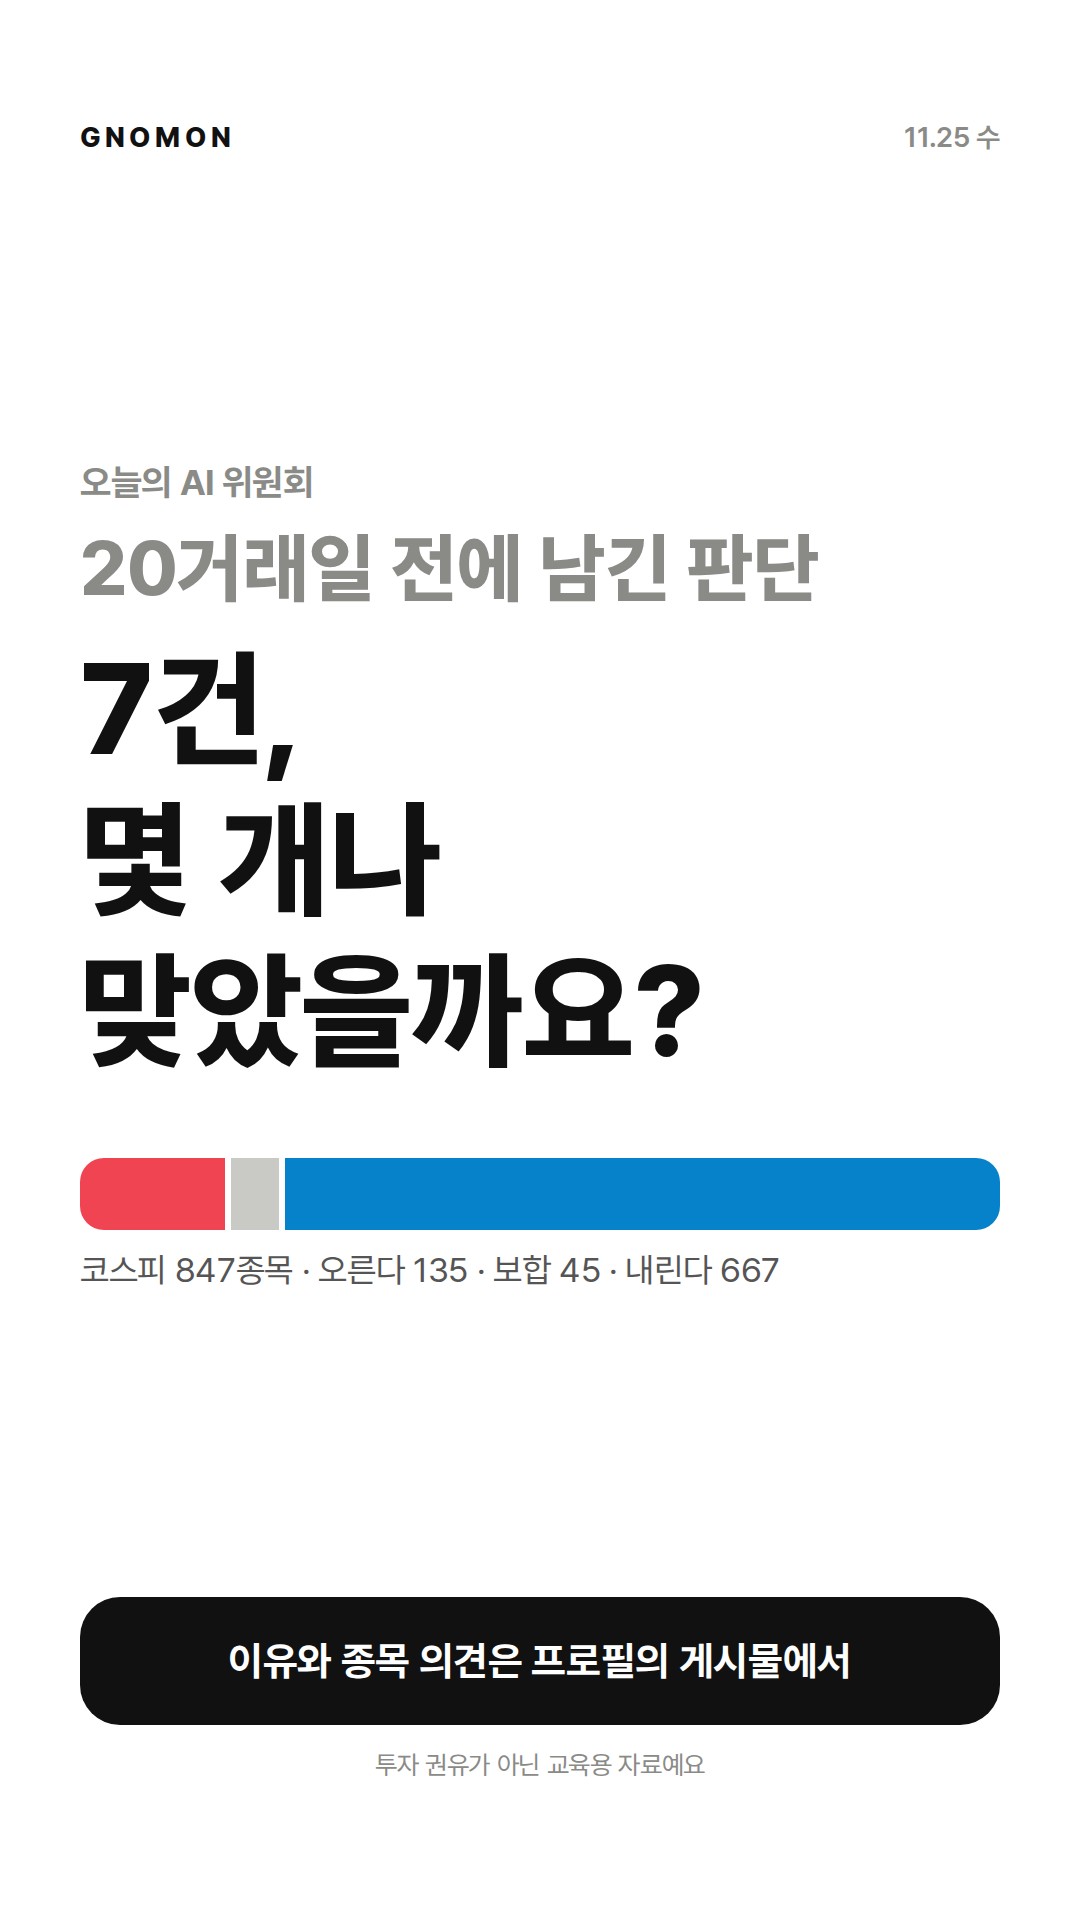 GNOMON
11.25 수
오늘의 AI 위원회
20거래일 전에 남긴 판단
7건,
몇 개나
맞았을까요?
코스피 847종목 · 오른다 135 · 보합 45 · 내린다 667
이유와 종목 의견은 프로필의 게시물에서
투자 권유가 아닌 교육용 자료예요